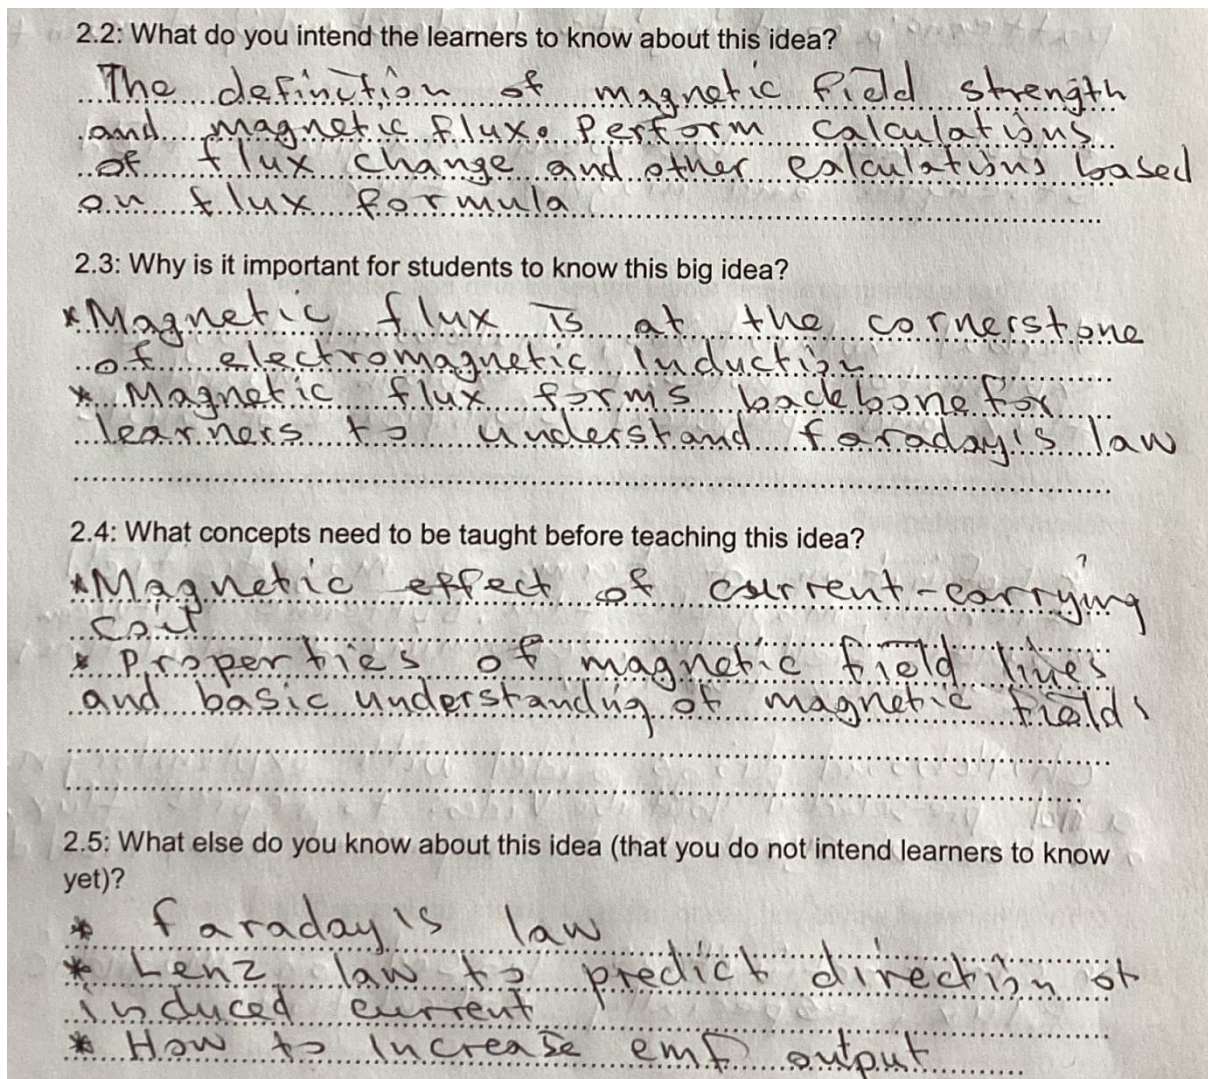 2.2: What do you intend the learners to know about this idea?
The definition of magnetic field strength
and magnetic flux. Perform calculations
of flux change and other calculations based
on flux formula
2.3: Why is it important for students to know this big idea?
*Magnetic flux is at the cornerstone
of electromagnetic Induction
* Magnetic flux forms backbone for
learners to understand faraday's law
2.4: What concepts need to be taught before teaching this idea?
*Magnetic effect of current-carrying
coil
* Properties of magnetic field lines
and basic understanding of magnetic fields
2.5: What else do you know about this idea (that you do not intend learners to know
yet)?
* faraday's law
* Lenz law to predict direction of
induced current
* How to increase emf output